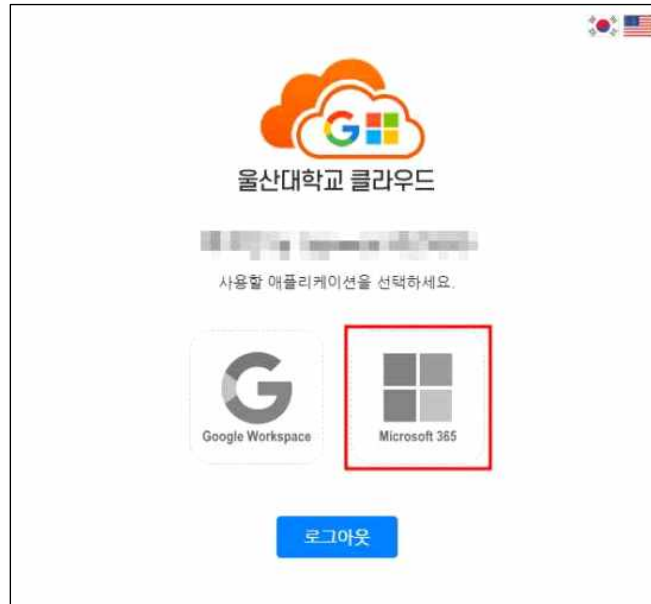 울산대학교 클라우드
사용할 애플리케이션을 선택하세요.
Google Workspace
Microsoft 365
로그아웃